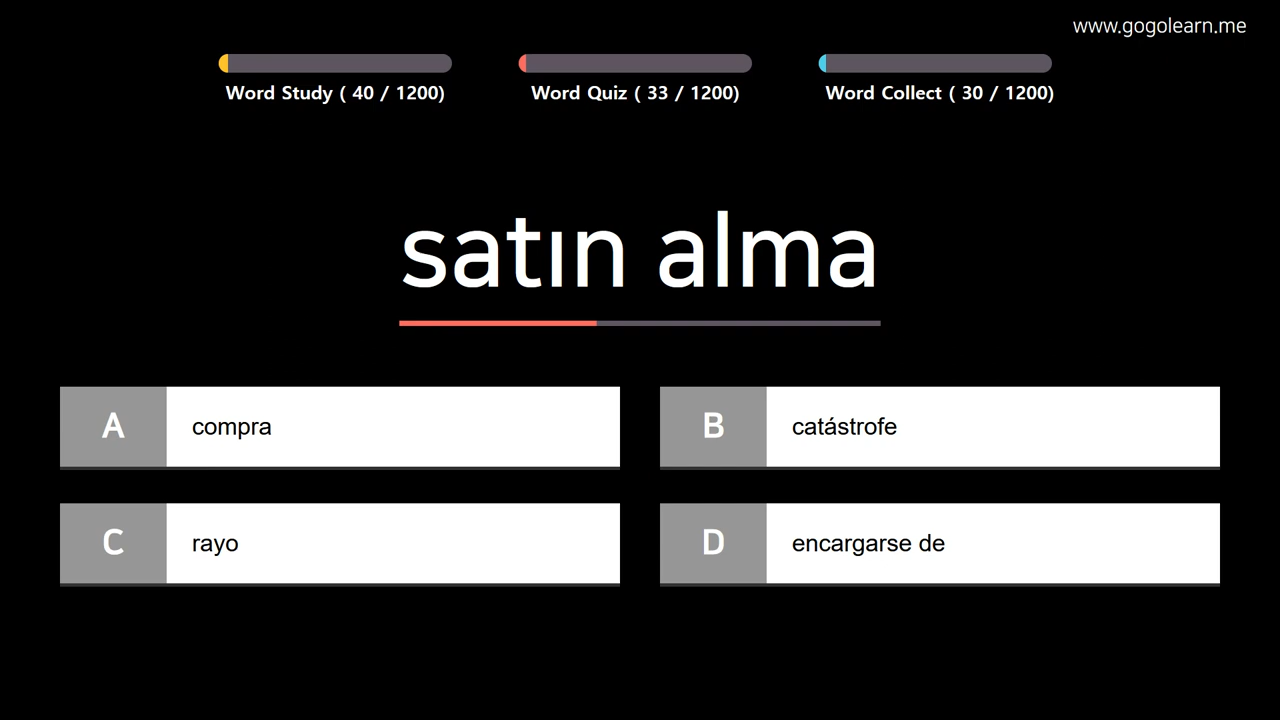 www.gogolearn.me
Word Study ( 40 / 1200)
Word Quiz ( 33 / 1200)
Word Collect ( 30 / 1200)
satın alma
A
compra
B
catástrofe
C
rayo
D
encargarse de